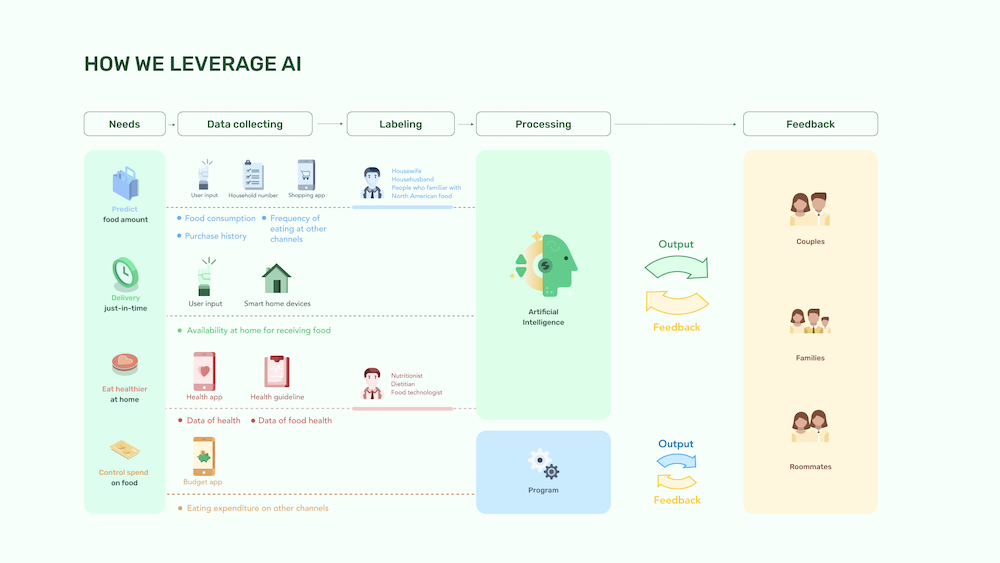 HOW WE LEVERAGE AI
Needs
Data collecting
Labeling
Processing
Feedback
Predict
food amount
User input
Household number
Shopping app
Housewife
Househusband
People who familiar with
North American food
Food consumption
Purchase history
Frequency of
eating at other
channels
Delivery
just-in-time
User input
Smart home devices
Availability at home for receiving food
Eat healthier
at home
Health app
Health guideline
Nutritionist
Dietitian
Food technologist
Data of health
Data of food health
Control spend
on food
Budget app
Eating expenditure on other channels
Artificial
Intelligence
Program
Output
Feedback
Output
Feedback
Couples
Families
Roommates